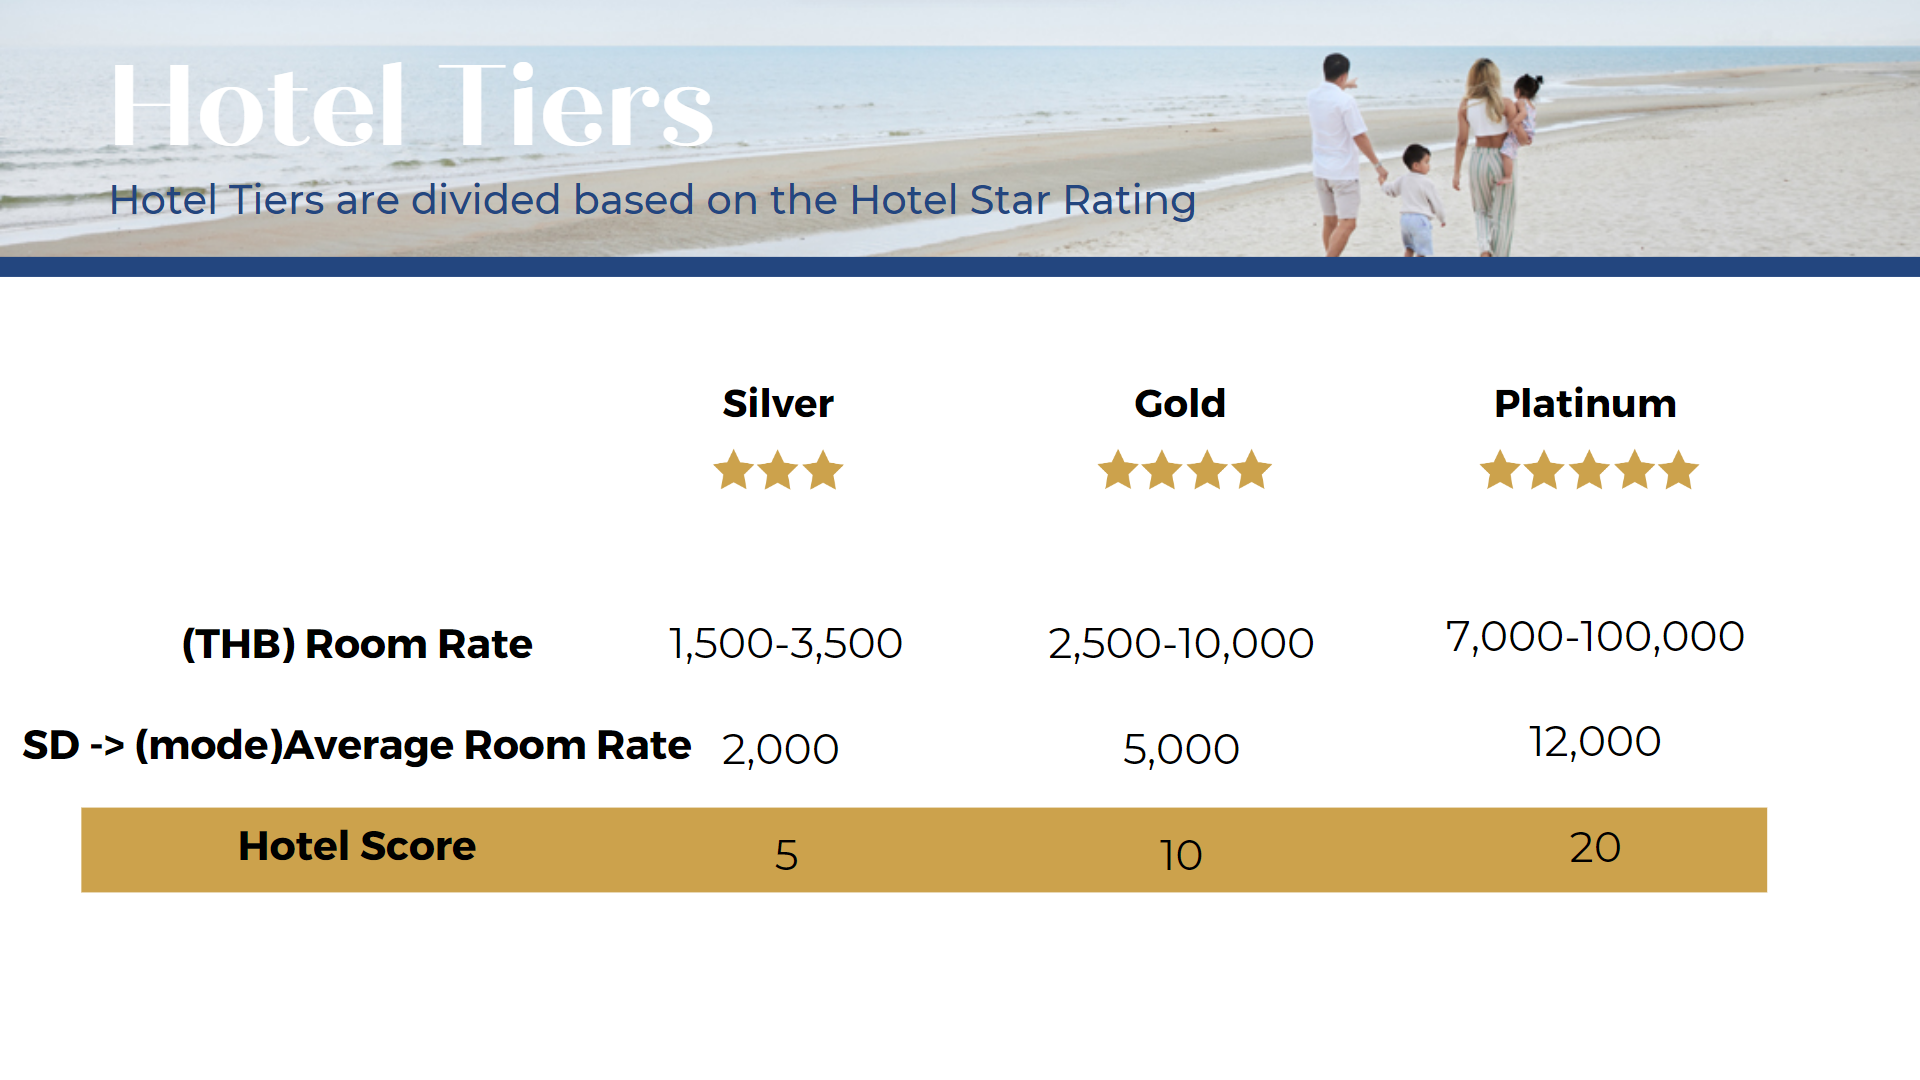 Hotel Tiers
Hotel Tiers are divided based on the Hotel Star Rating
Silver Gold Platinum
(THB) Room Rate 1,500-3,500 2,500-10,000 7,000-100,000
SD -> (mode)Average Room Rate 2,000 5,000 12,000
Hotel Score 5 10 20